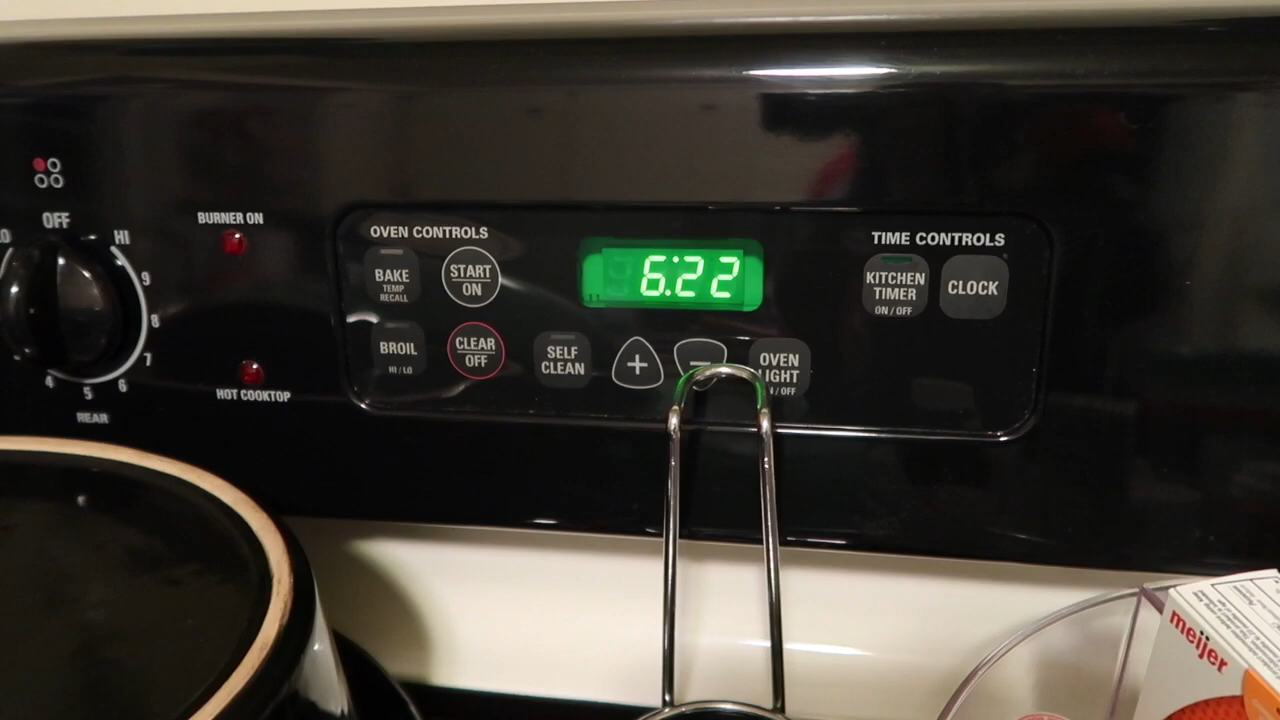 OFF
HI
9
8
7
6
5
4
REAR
BURNER ON
HOT COOKTOP
OVEN CONTROLS
BAKE
TEMP
RECALL
START
ON
BROIL
HI / LO
CLEAR
OFF
SELF
CLEAN
+
−
OVEN
LIGHT
/ OFF
6:22
TIME CONTROLS
KITCHEN
TIMER
ON / OFF
CLOCK
meijer